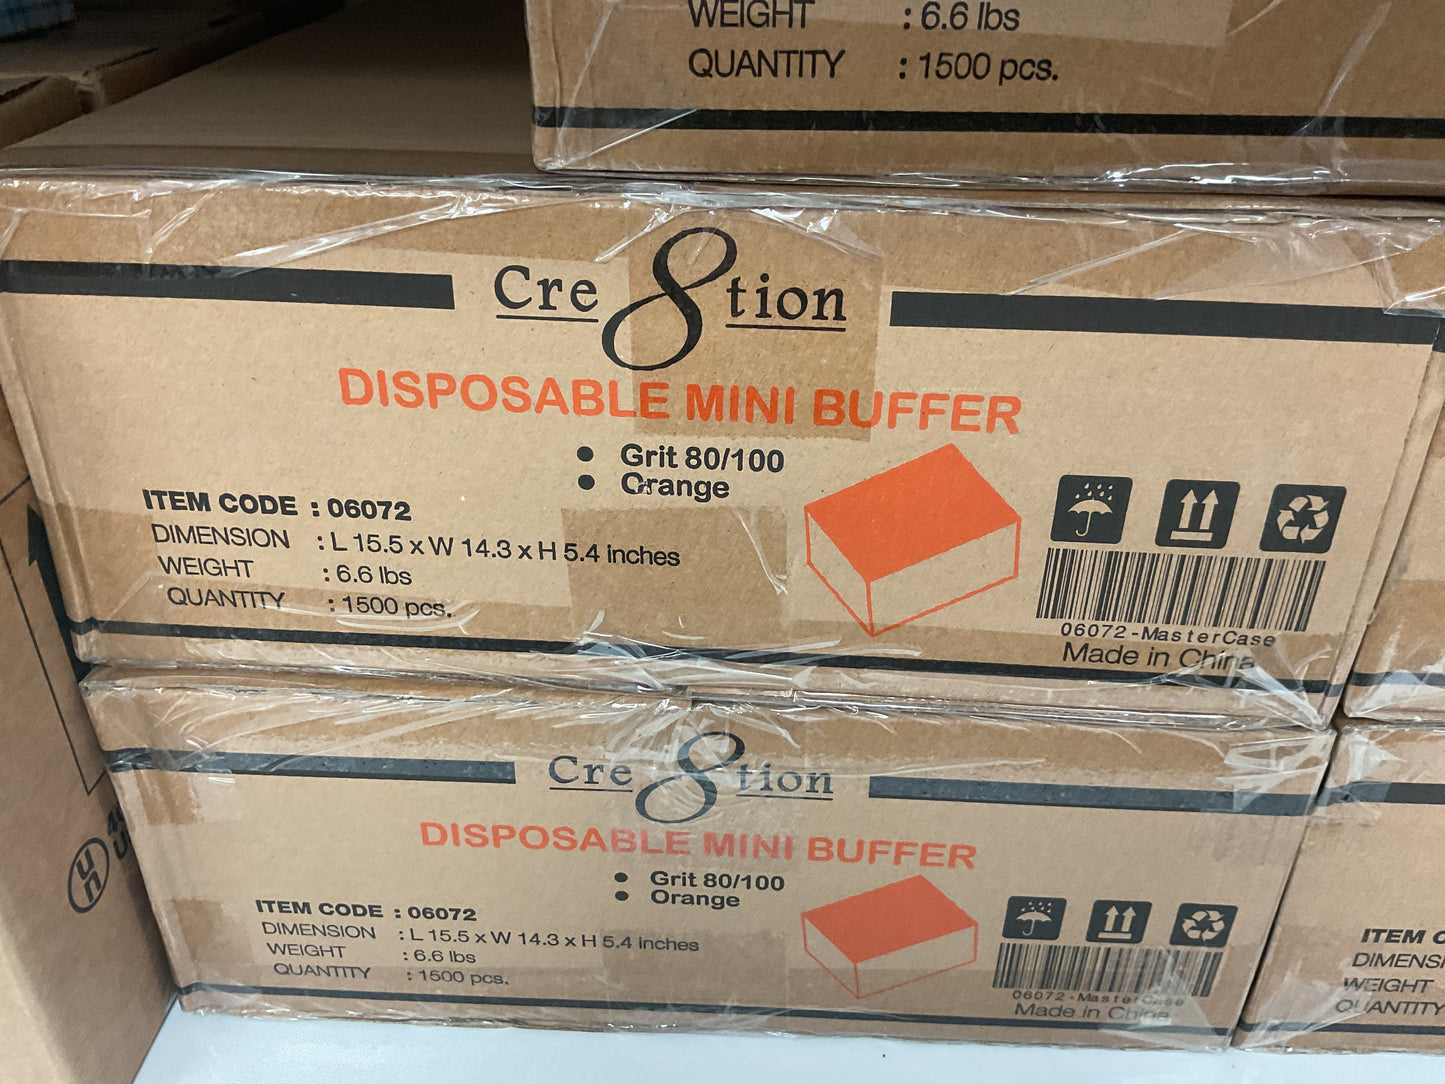 WEIGHT : 6.6 lbs
QUANTITY : 1500 pcs.
Cre8tion
DISPOSABLE MINI BUFFER
• Grit 80/100
• Orange
ITEM CODE : 06072
DIMENSION : L 15.5 x W 14.3 x H 5.4 inches
WEIGHT : 6.6 lbs
QUANTITY : 1500 pcs.
06072-MasterCase
Made in China
Cre8tion
DISPOSABLE MINI BUFFER
• Grit 80/100
• Orange
ITEM CODE : 06072
DIMENSION : L 15.5 x W 14.3 x H 5.4 inches
WEIGHT : 6.6 lbs
QUANTITY : 1500 pcs.
06072-MasterCase
Made in China
un
ITEM
WEIGHT
QUANTITY